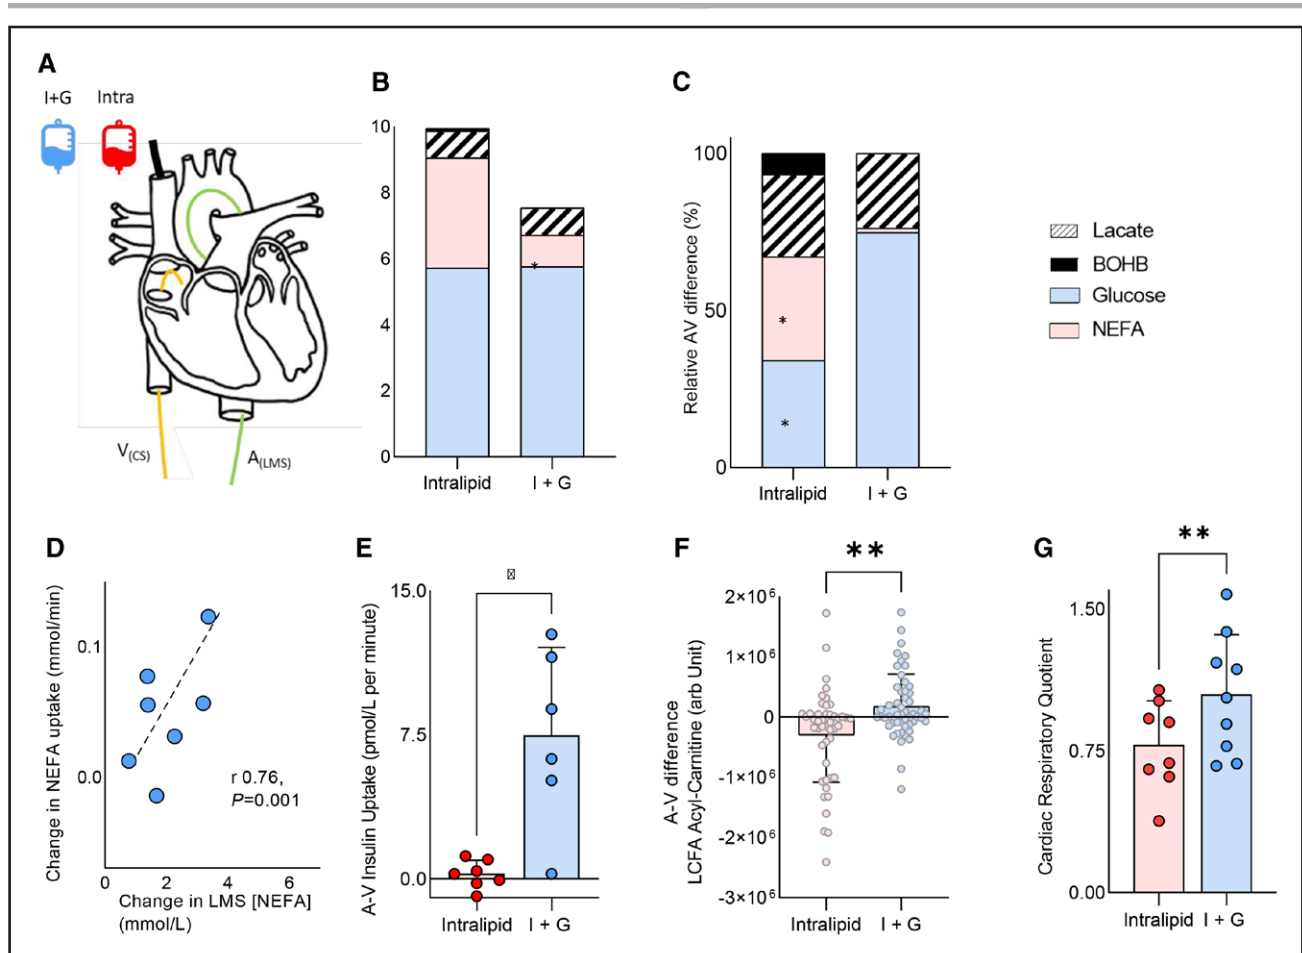 A
I+G
Intra
V(CS)
A(LMS)
B
10
8
6
4
2
0
*
Intralipid
I + G
C
Relative AV difference (%)
100
50
0
*
*
Intralipid
I + G
Lacate
BOHB
Glucose
NEFA
D
Change in NEFA uptake (mmol/min)
0.1
0.0
r 0.76,
P=0.001
0
2
4
6
Change in LMS [NEFA]
(mmol/L)
E
A-V Insulin Uptake (pmol/L per minute)
15.0
7.5
0.0
Intralipid
I + G
F
**
A-V difference
LCFA Acyl-Carnitine (arb Unit)
2×10⁶
1×10⁶
0
-1×10⁶
-2×10⁶
-3×10⁶
Intralipid
I + G
G
**
Cardiac Respiratory Quotient
1.50
0.75
0.00
Intralipid
I + G